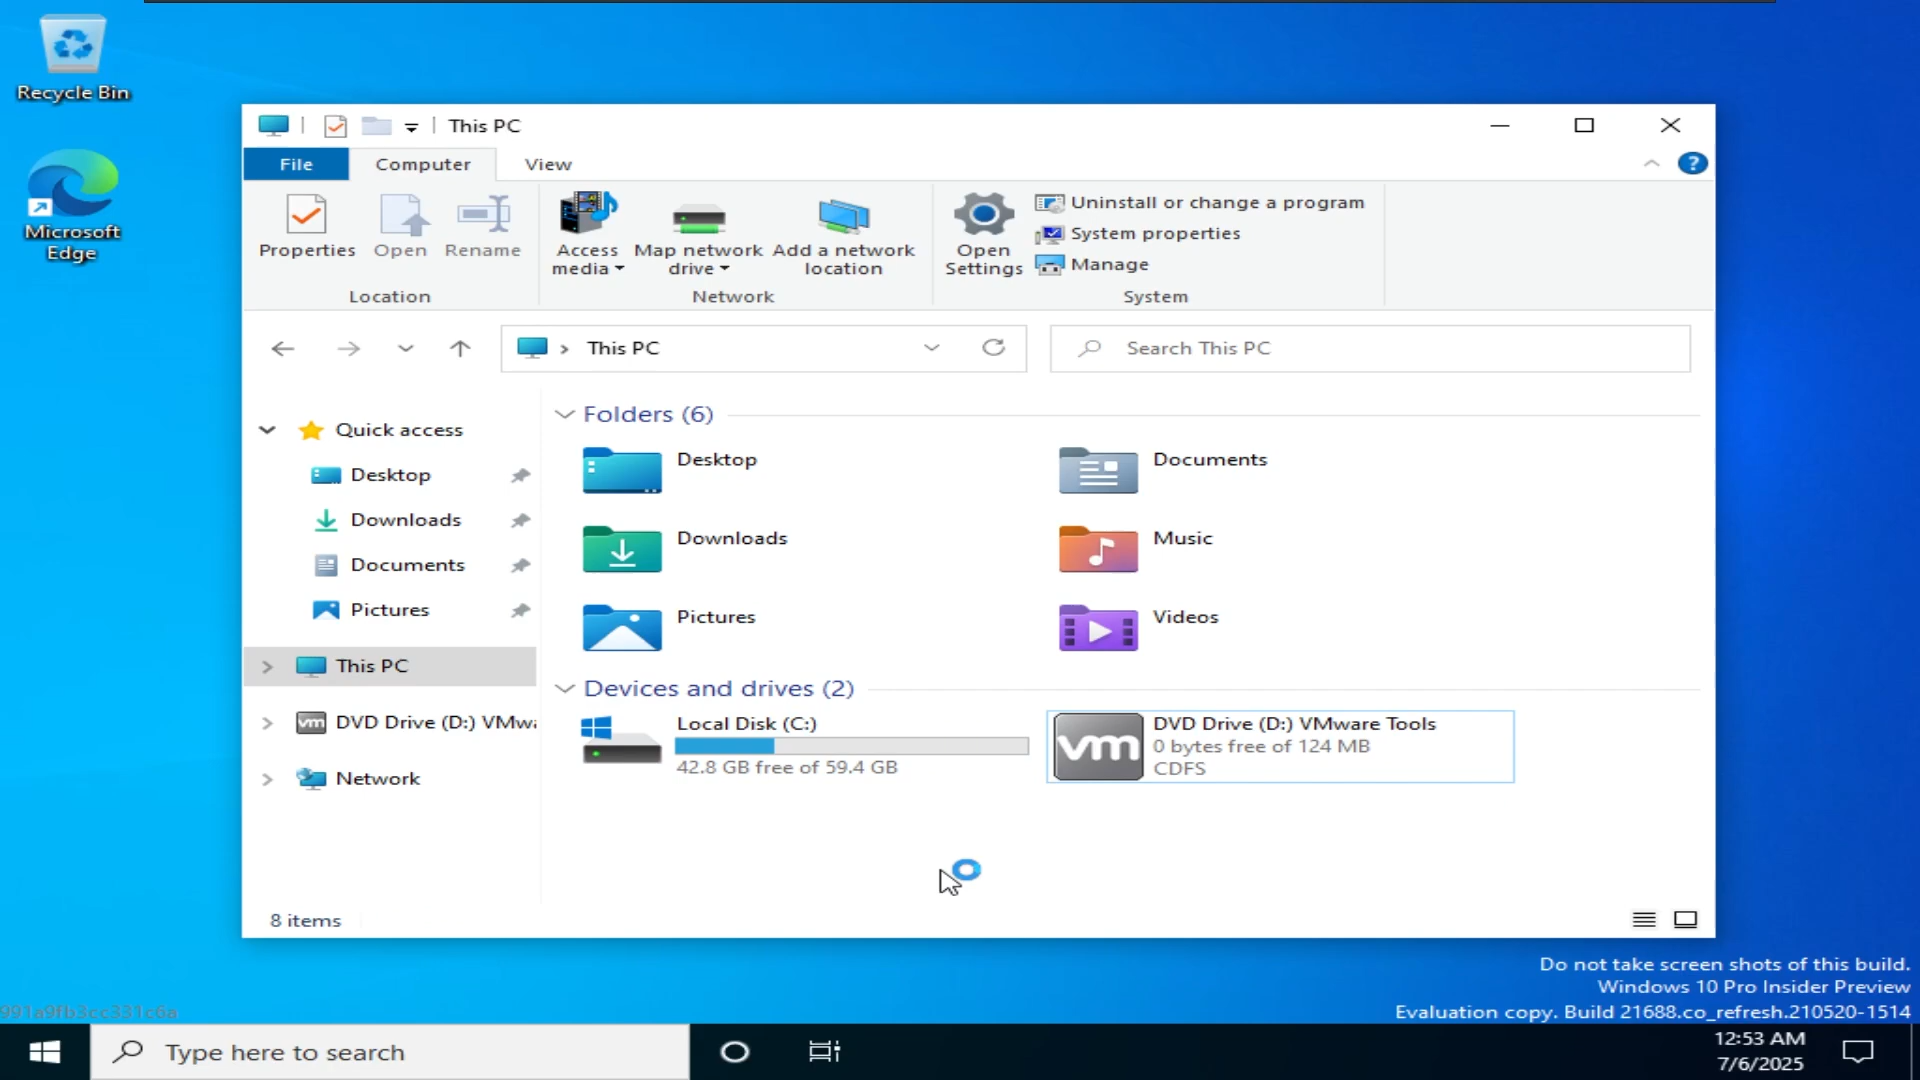 Recycle Bin
Microsoft
Edge
This PC
File
Computer
View
?
Properties
Open
Rename
Location
Access
media
Map network
drive
Add a network
location
Network
Open
Settings
Uninstall or change a program
System properties
Manage
System
This PC
Search This PC
Quick access
Desktop
Downloads
Documents
Pictures
This PC
vm
DVD Drive (D:) VMwa
Network
Folders (6)
Desktop
Documents
Downloads
Music
Pictures
Videos
Devices and drives (2)
Local Disk (C:)
42.8 GB free of 59.4 GB
vm
DVD Drive (D:) VMware Tools
0 bytes free of 124 MB
CDFS
8 items
Do not take screen shots of this build.
Windows 10 Pro Insider Preview
Evaluation copy. Build 21688.co_refresh.210520-1514
991a9fb3cc331c6a
Type here to search
12:53 AM
7/6/2025